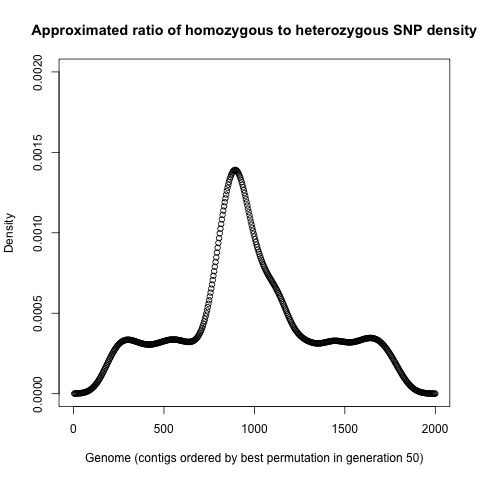 Approximated ratio of homozygous to heterozygous SNP density
Density
0.0020
0.0015
0.0010
0.0005
0.0000
0 500 1000 1500 2000
Genome (contigs ordered by best permutation in generation 50)